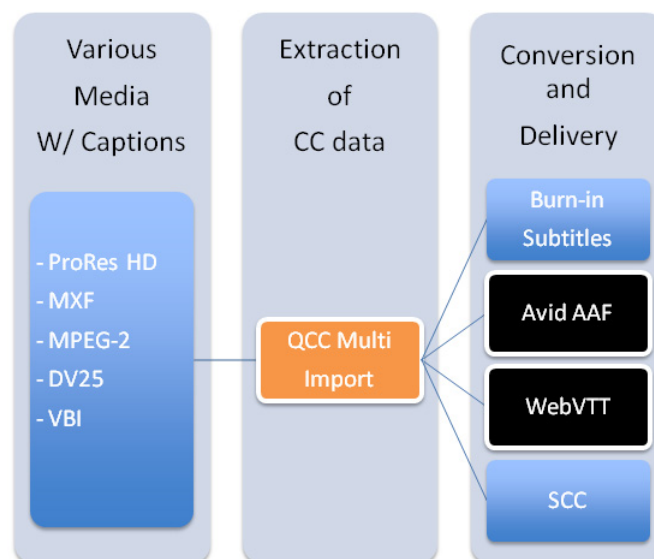 Various
Media
W/ Captions
- ProRes HD
- MXF
- MPEG-2
- DV25
- VBI
Extraction
of
CC data
QCC Multi
Import
Conversion
and
Delivery
Burn-in
Subtitles
Avid AAF
WebVTT
SCC